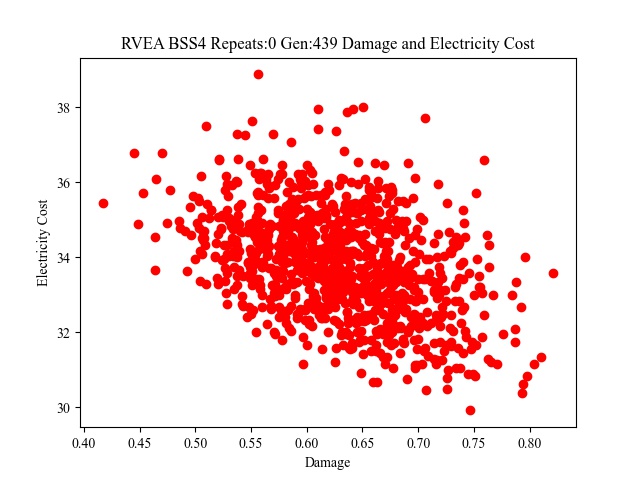 RVEA BSS4 Repeats:0 Gen:439 Damage and Electricity Cost
38
36
34
32
30
Electricity Cost
0.40 0.45 0.50 0.55 0.60 0.65 0.70 0.75 0.80
Damage